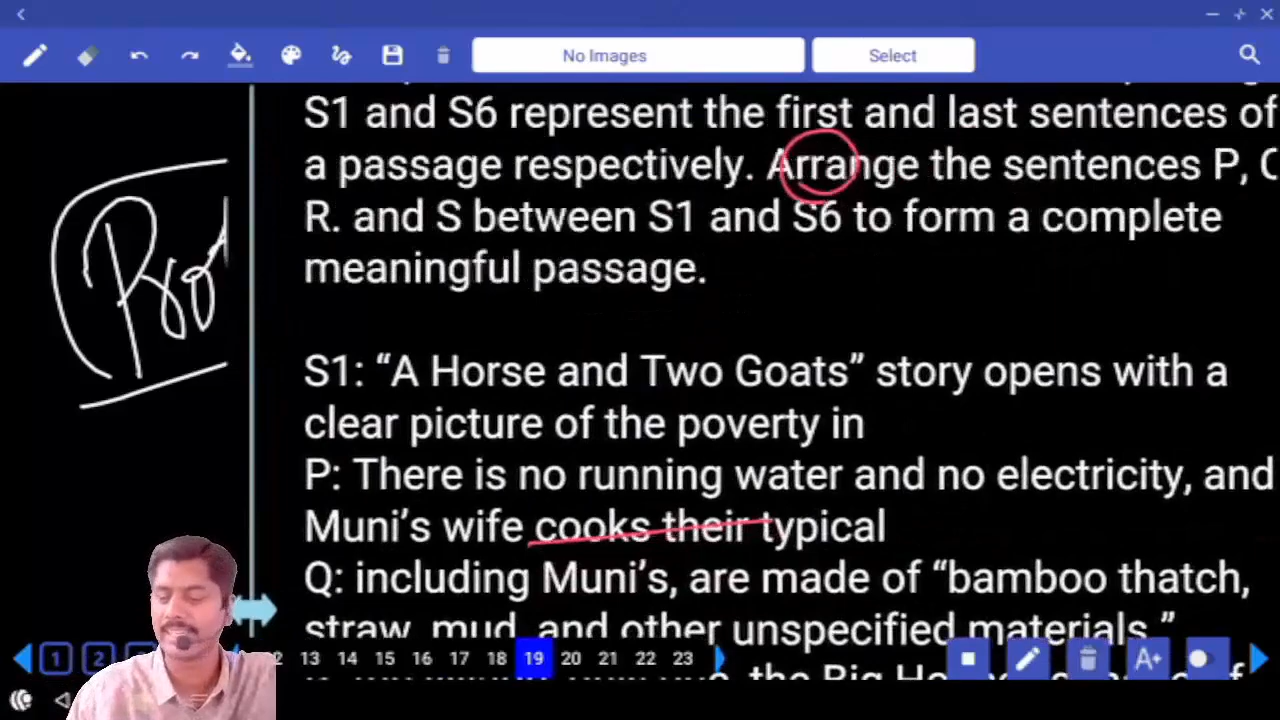 No Images
Select
S1 and S6 represent the first and last sentences of
a passage respectively. Arrange the sentences P,
R. and S between S1 and S6 to form a complete
meaningful passage.
S1: “A Horse and Two Goats” story opens with a
clear picture of the poverty in
P: There is no running water and no electricity, and
Muni’s wife cooks their typical
Q: including Muni’s, are made of “bamboo thatch,
straw, mud, and other unspecified materials.”
the Big
1 2 13 14 15 16 17 18 19 20 21 22 23
A+